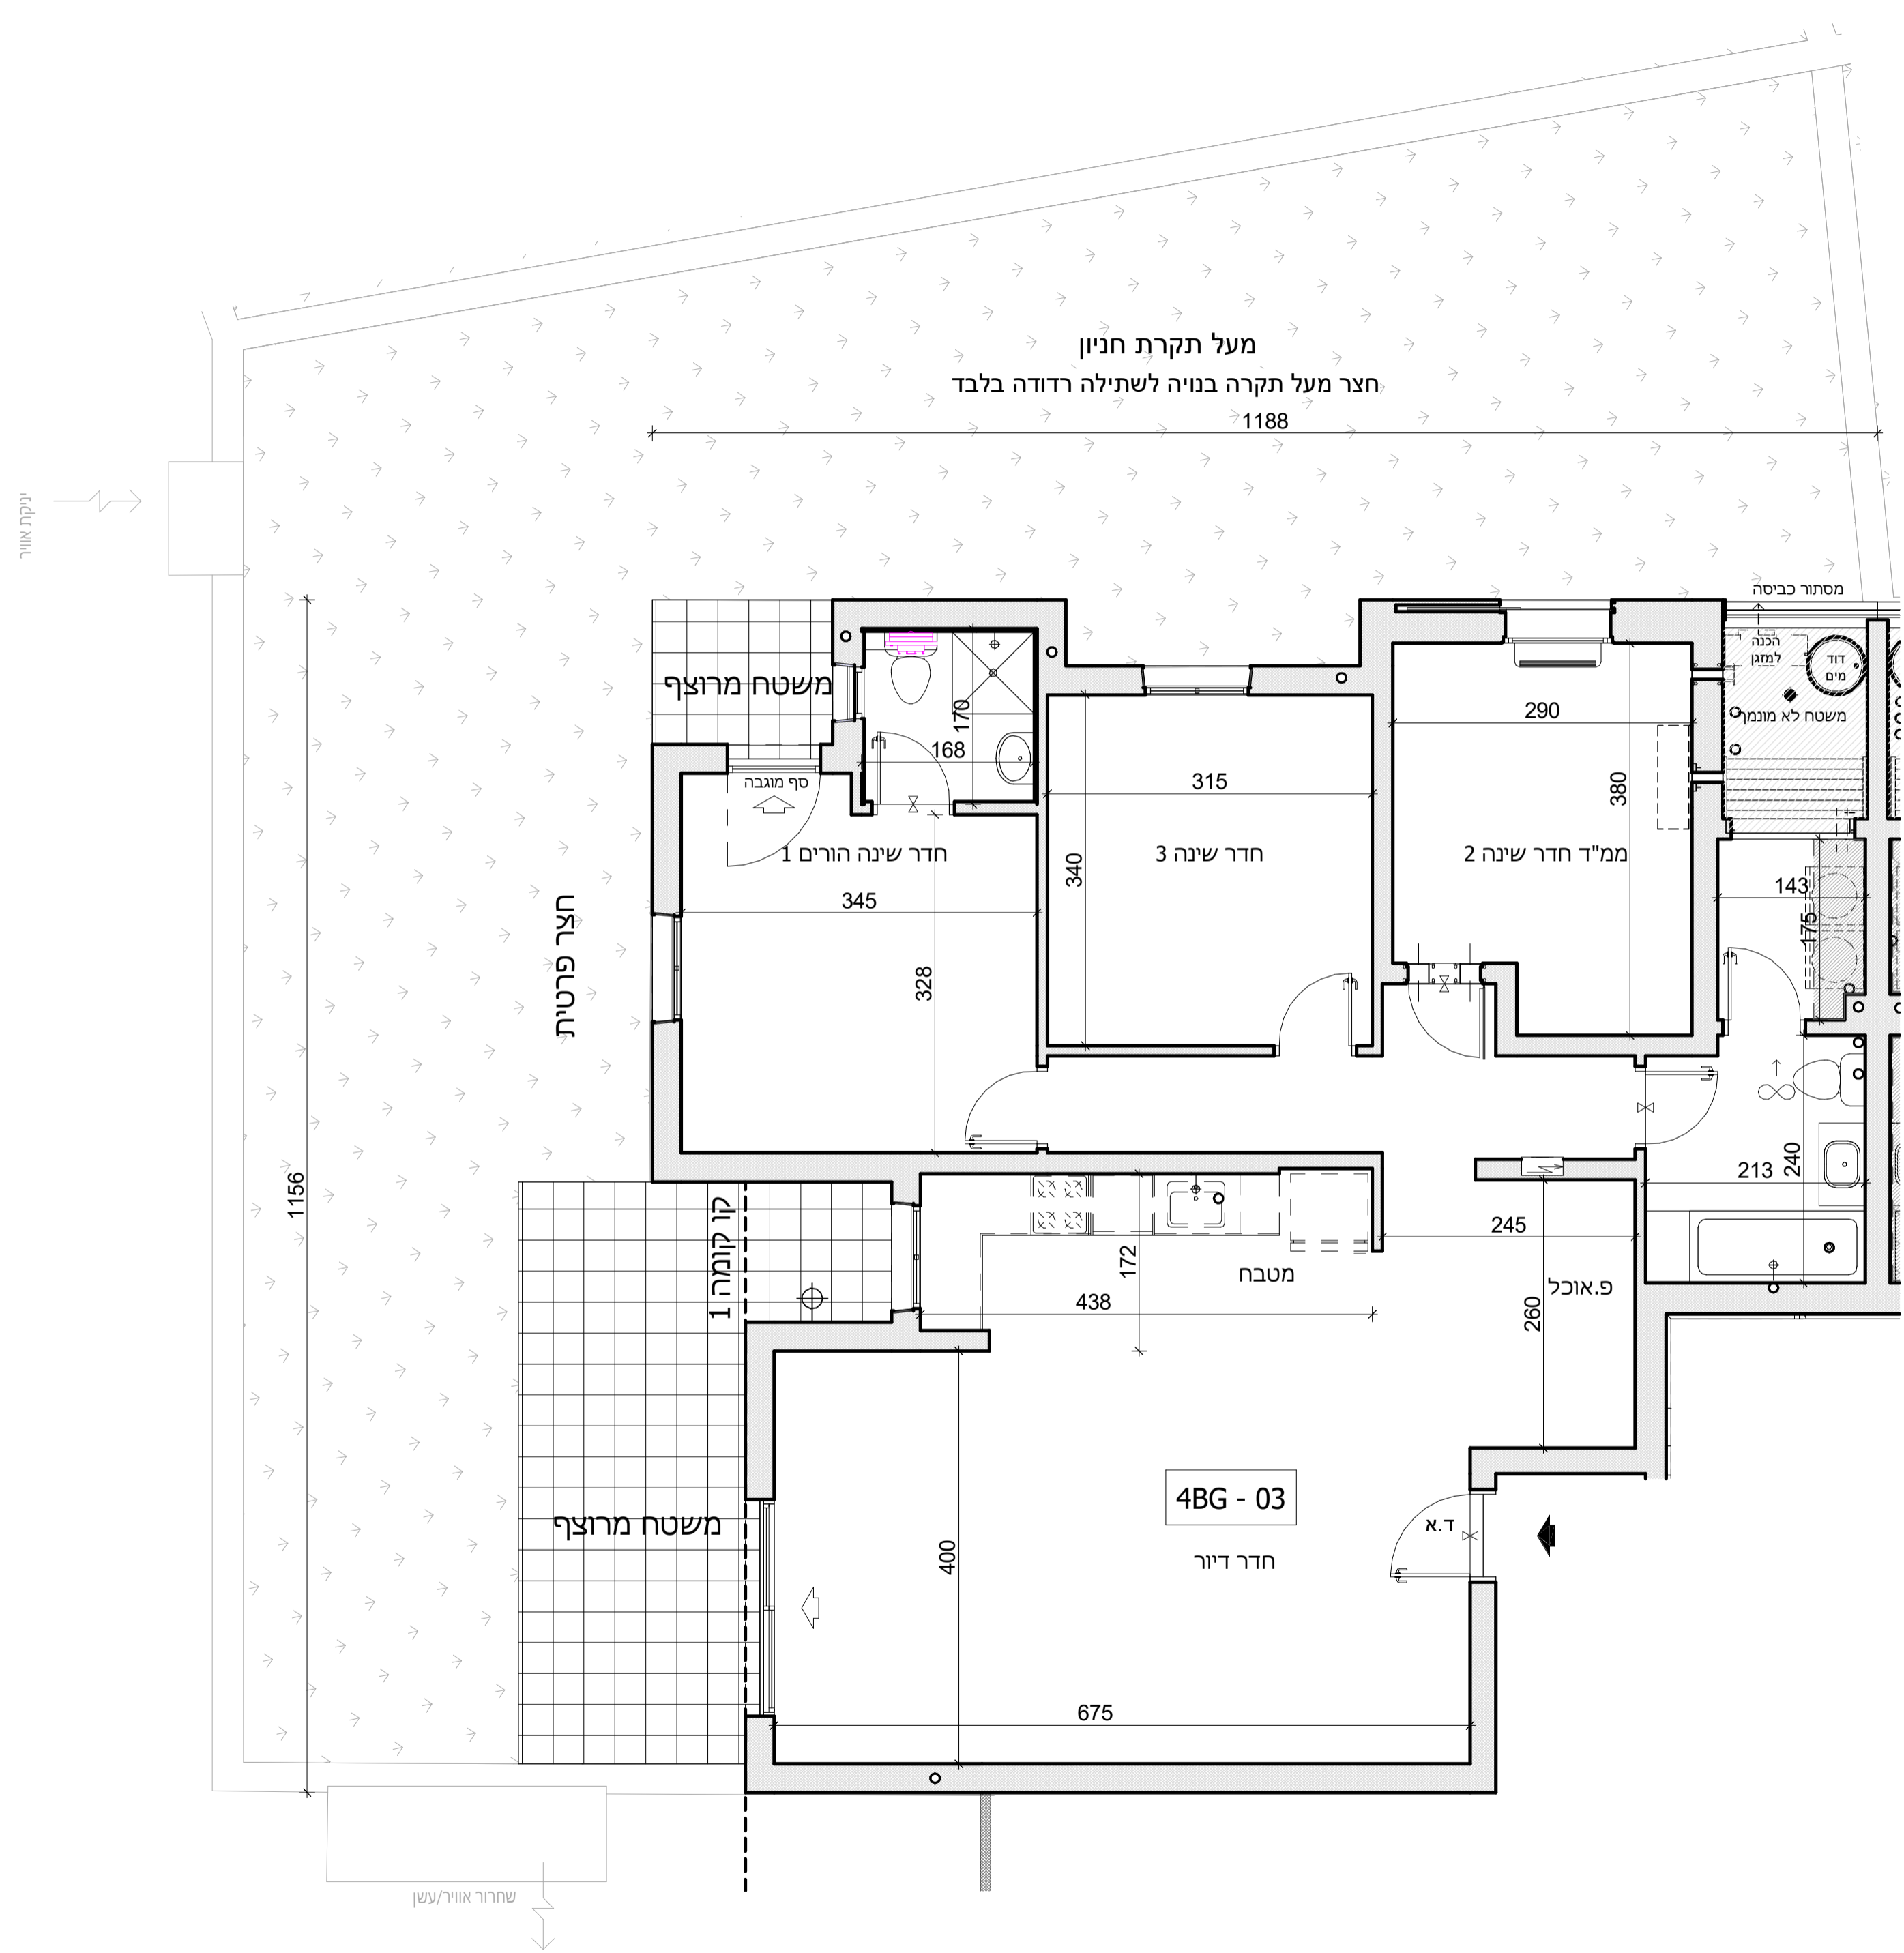 מעל תקרת חניון
חצר מעל תקרה בנויה לשתילה רדודה בלבד
1188
יניקת אוויר
מסתור כביסה
הכנה
למזגן
דוד
מים
משטח לא מונמך
משטח מרוצף
170
168
290
315
380
סף מוגבה
חדר שינה הורים 1
חדר שינה 3
ממ"ד חדר שינה 2
340
345
143
175
328
חצר פרטית
1156
קו קומה 1
240
213
245
172
מטבח
פ.אוכל
438
260
4BG - 03
משטח מרוצף
ד.א
חדר דיור
400
675
שחרור אוויר/עשן